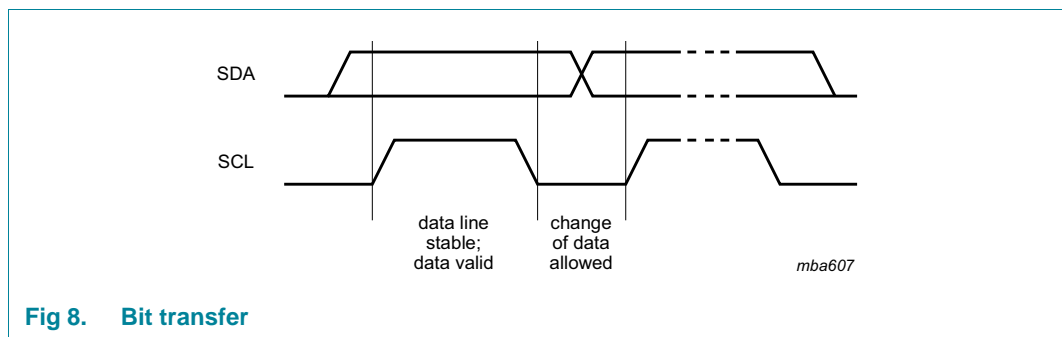 SDA
SCL
data line
stable;
data valid
change
of data
allowed
mba607
Fig 8. Bit transfer